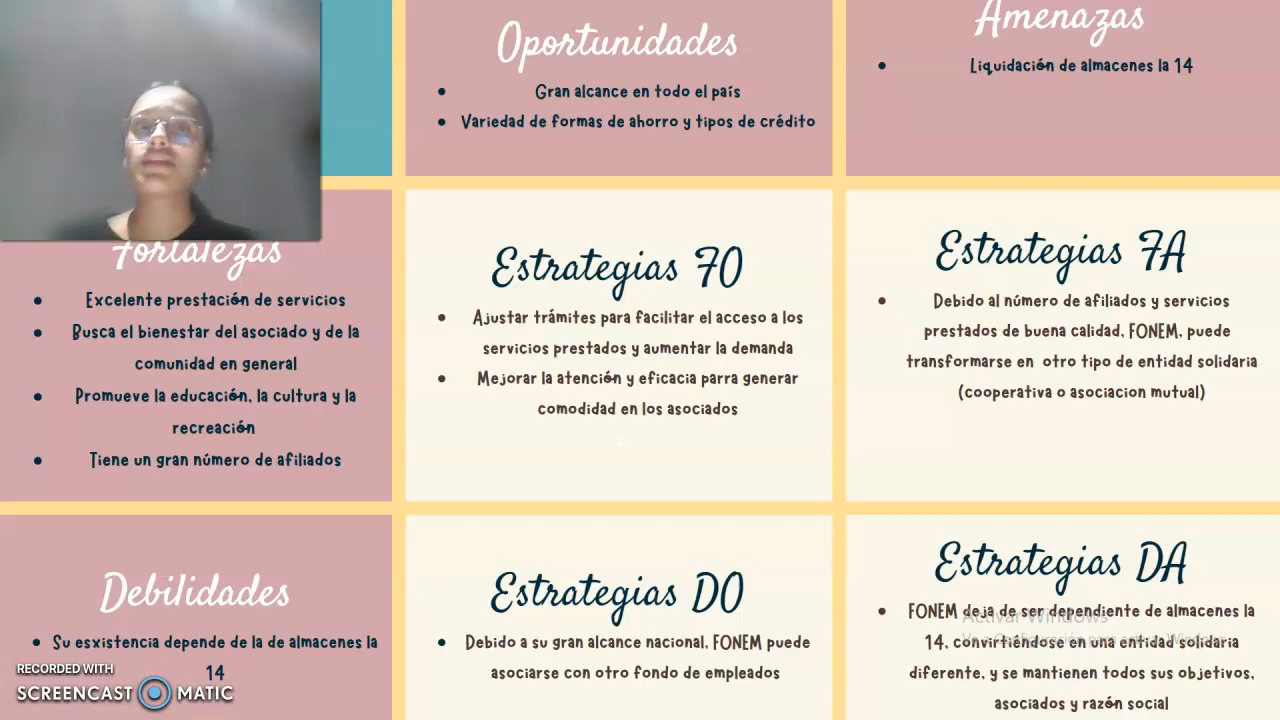 Oportunidades
Gran alcance en todo el país
Variedad de formas de ahorro y tipos de crédito
Amenazas
Liquidación de almacenes la 14
Fortalezas
Excelente prestación de servicios
Busca el bienestar del asociado y de la
comunidad en general
Promueve la educación, la cultura y la
recreación
Tiene un gran número de afiliados
Estrategias FO
Ajustar trámites para facilitar el acceso a los
servicios prestados y aumentar la demanda
Mejorar la atención y eficacia parra generar
comodidad en los asociados
Estrategias FA
Debido al número de afiliados y servicios
prestados de buena calidad, FONEM, puede
transformarse en otro tipo de entidad solidaria
(cooperativa o asociacion mutual)
Debilidades
Su esxistencia depende de la de almacenes la
14
Estrategias DO
Debido a su gran alcance nacional, FONEM puede
asociarse con otro fondo de empleados
Estrategias DA
FONEM deja de ser dependiente de almacenes la
14, convirtiéndose en una entidad solidaria
diferente, y se mantienen todos sus objetivos,
asociados y razón social
Activar Windows
RECORDED WITH
SCREENCAST MATIC